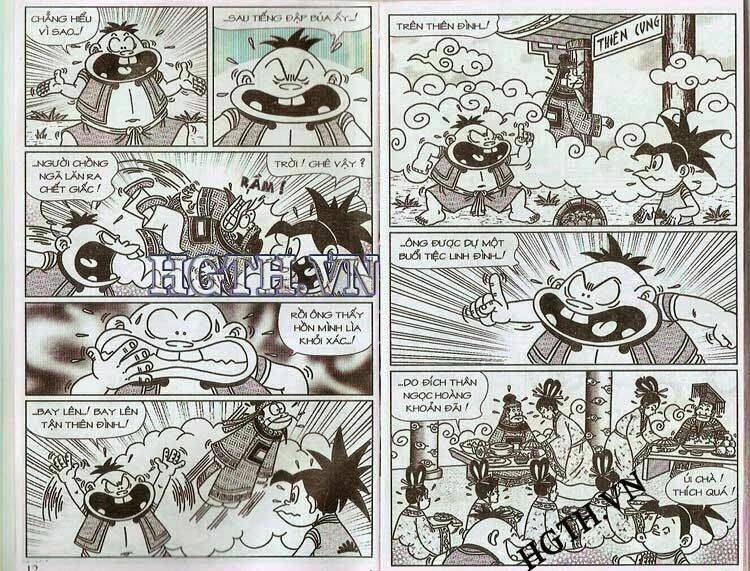 CHẲNG HIỂU
VÌ SAO...!
...SAU TIẾNG ĐẬP BÚA ẤY...!
...NGƯỜI CHỒNG
NGÃ LĂN RA
CHẾT GIẤC!
RẦM!
TRỜI! GHÊ VẬY?
RỒI ÔNG THẤY
HỒN MÌNH LÌA
KHỎI XÁC...!
BAY LÊN...! BAY LÊN
TẬN THIÊN ĐÌNH...!
12
TRÊN THIÊN ĐÌNH...!
THIÊN CUNG
...ÔNG ĐƯỢC DỰ MỘT
BUỔI TIỆC LINH ĐÌNH...!
...DO ĐÍCH THÂN
NGỌC HOÀNG
KHOẢN ĐÃI!
ÚI CHÀ!
THÍCH QUÁ!
HGTH.VN
HGTH.VN